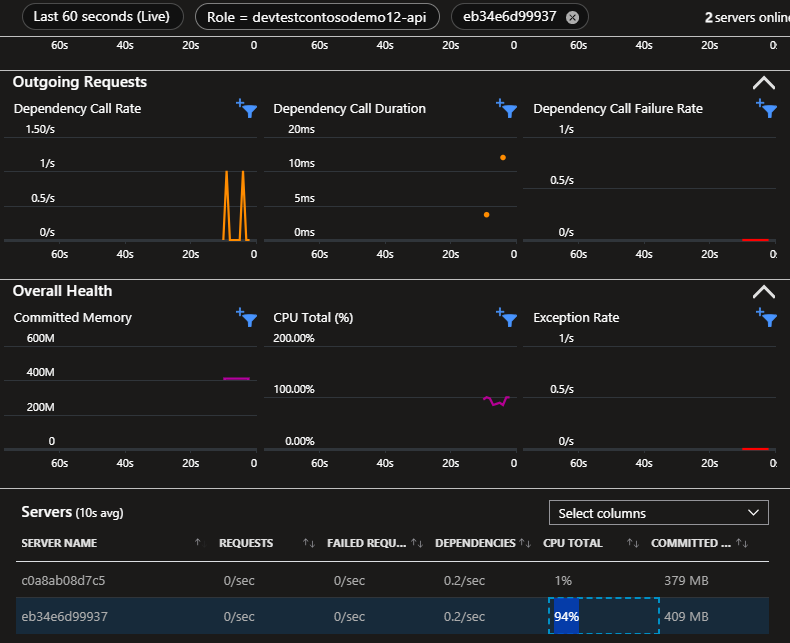 Last 60 seconds (Live) Role = devtestcontosodemo12-api eb34e6d99937 2 servers online
60s 40s 20s 0 60s 40s 20s 0 60s 40s 20s 0
Outgoing Requests
Dependency Call Rate Dependency Call Duration Dependency Call Failure Rate
1.50/s 20ms 1/s
1/s 10ms
0.5/s
0.5/s 5ms
0/s 0ms 0/s
60s 40s 20s 0 60s 40s 20s 0 60s 40s 20s 0
Overall Health
Committed Memory CPU Total (%) Exception Rate
600M 200.00% 1/s
400M
100.00% 0.5/s
200M
0 0.00% 0/s
60s 40s 20s 0 60s 40s 20s 0 60s 40s 20s 0
Servers (10s avg) Select columns
SERVER NAME ↑ REQUESTS ↑↓ FAILED REQU... ↑↓ DEPENDENCIES ↑↓ CPU TOTAL ↑↓ COMMITTED ... ↑↓
c0a8ab08d7c5 0/sec 0/sec 0.2/sec 1% 379 MB
eb34e6d99937 0/sec 0/sec 0.2/sec 94% 409 MB